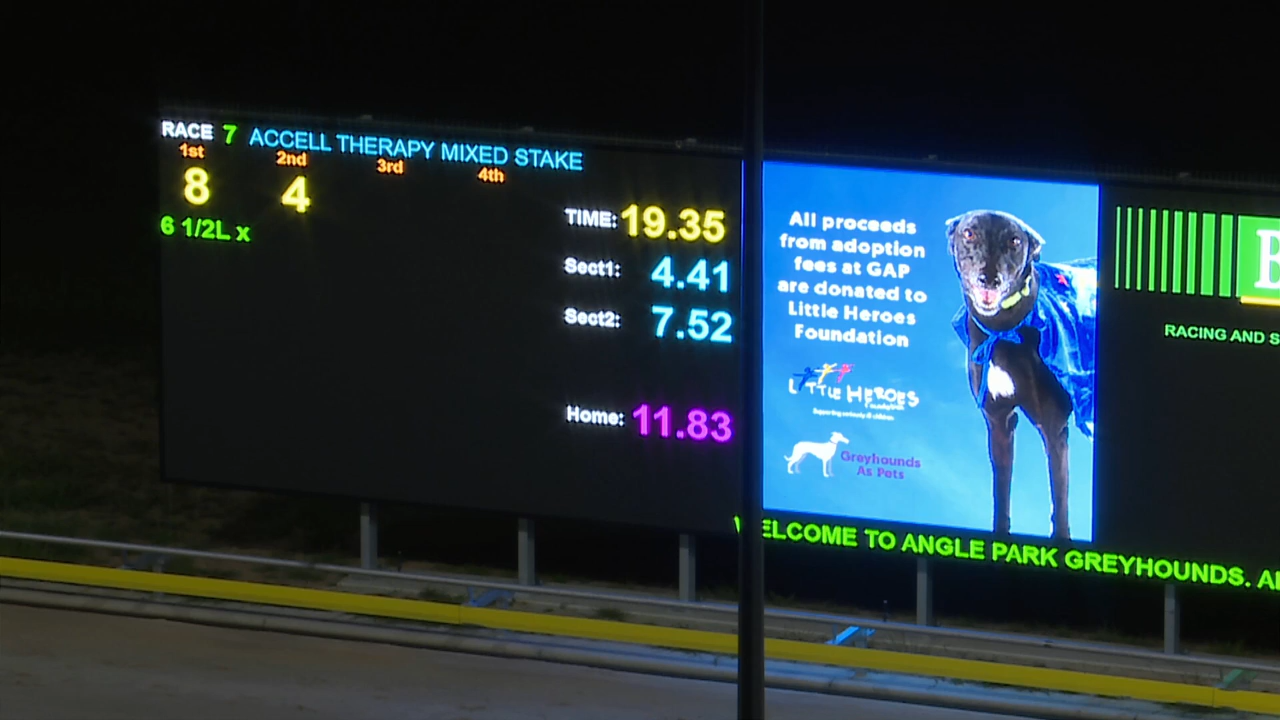 RACE 7 ACCELL THERAPY MIXED STAKE
1st 2nd 3rd 4th
8 4
6 1/2L x
TIME: 19.35
Sect1: 4.41
Sect2: 7.52
Home: 11.83
All proceeds
from adoption
fees at GAP
are donated to
Little Heroes
Foundation
LITTLE HEROES
Greyhounds
As Pets
RACING AND S
WELCOME TO ANGLE PARK GREYHOUNDS.